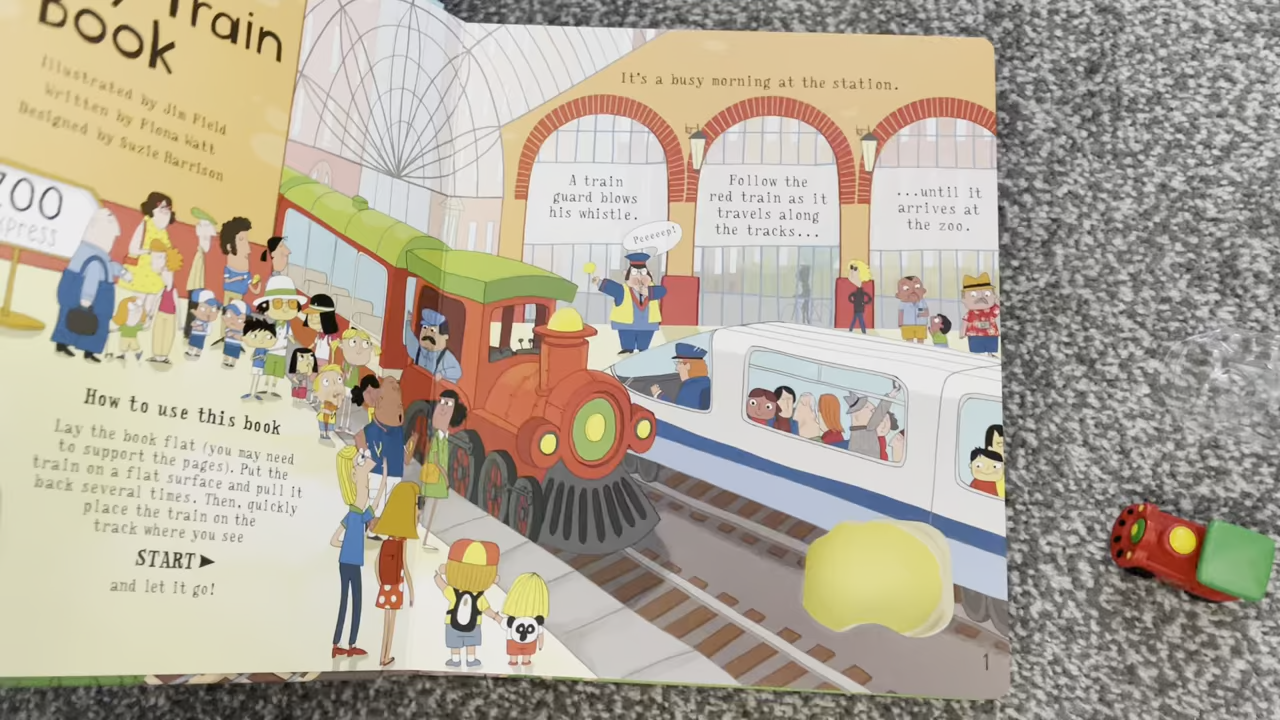 Train
Book
Illustrated by Jim Field
Written by Fiona Watt
Designed by Suzie Harrison
ZOO
Express
How to use this book
Lay the book flat (you may need
to support the pages). Put the
train on a flat surface and pull it
back several times. Then, quickly
place the train on the
track where you see
START
and let it go!
It's a busy morning at the station.
A train
guard blows
his whistle.
Peeeeep!
Follow the
red train as it
travels along
the tracks...
...until it
arrives at
the zoo.
1